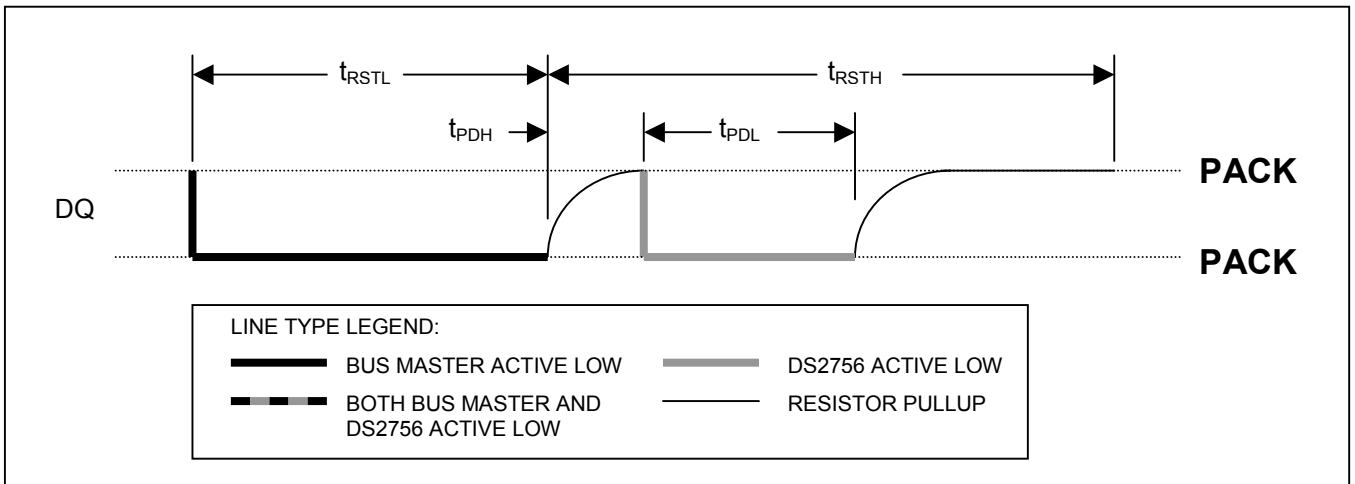 tRSTL
tRSTH
tPDH
tPDL
PACK
DQ
PACK
LINE TYPE LEGEND:
BUS MASTER ACTIVE LOW
DS2756 ACTIVE LOW
BOTH BUS MASTER AND
DS2756 ACTIVE LOW
RESISTOR PULLUP